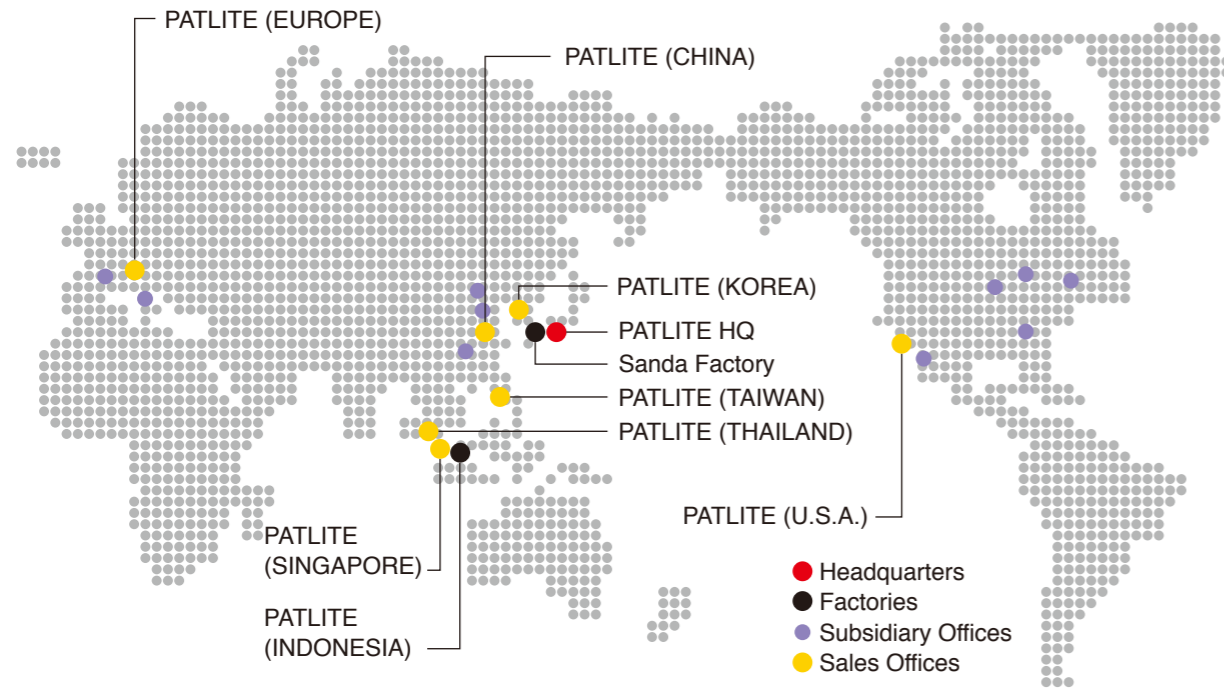 PATLITE (EUROPE)
PATLITE (CHINA)
PATLITE (KOREA)
PATLITE HQ
Sanda Factory
PATLITE (TAIWAN)
PATLITE (THAILAND)
PATLITE (U.S.A.)
PATLITE
(SINGAPORE)
PATLITE
(INDONESIA)
Headquarters
Factories
Subsidiary Offices
Sales Offices